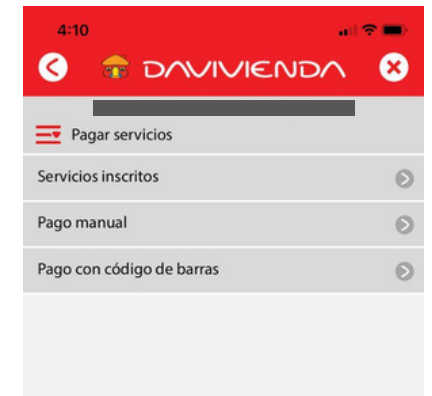 4:10
DAVIVIENDA
Pagar servicios
Servicios inscritos
Pago manual
Pago con código de barras